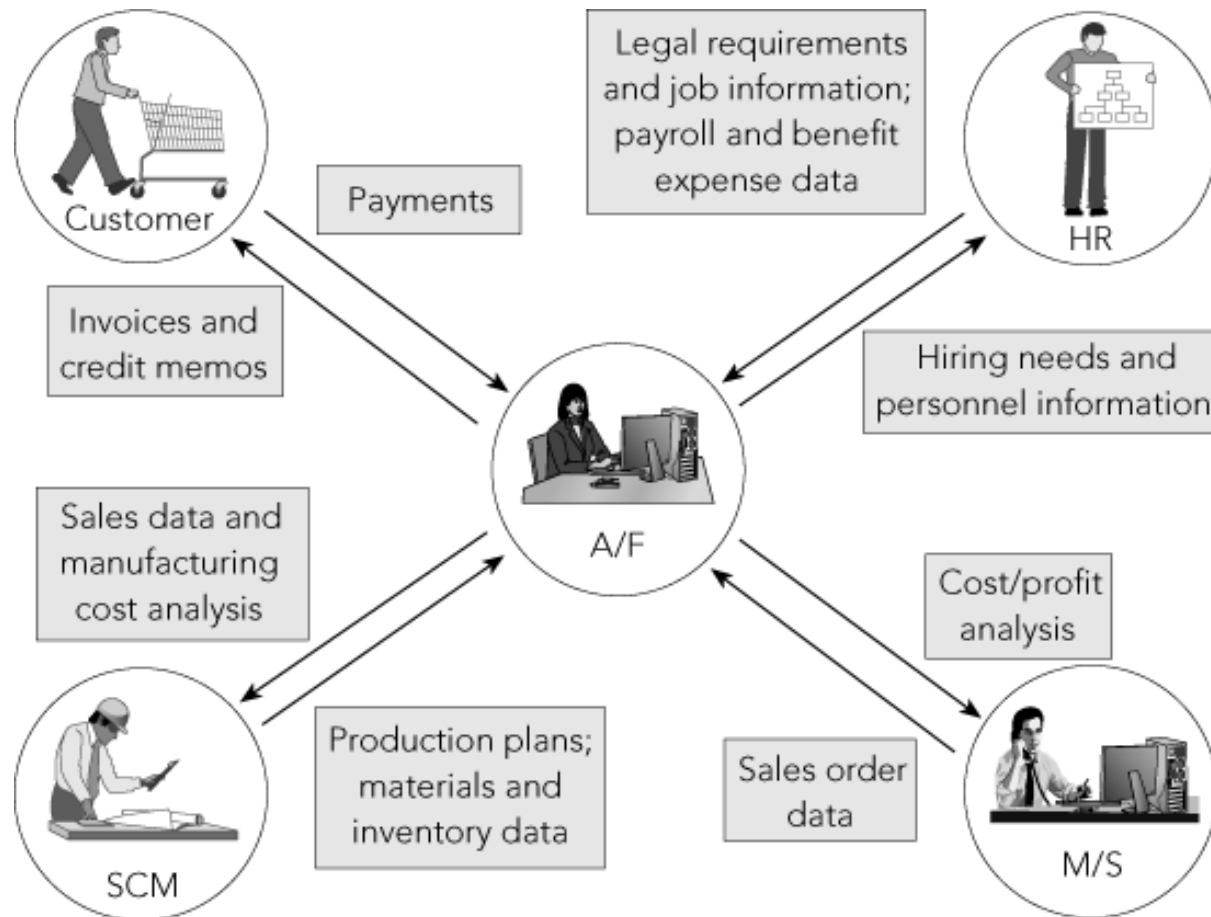 Customer
Payments
Legal requirements
and job information;
payroll and benefit
expense data
HR
Invoices and
credit memos
Hiring needs and
personnel information
A/F
Sales data and
manufacturing
cost analysis
Cost/profit
analysis
SCM
Production plans;
materials and
inventory data
Sales order
data
M/S